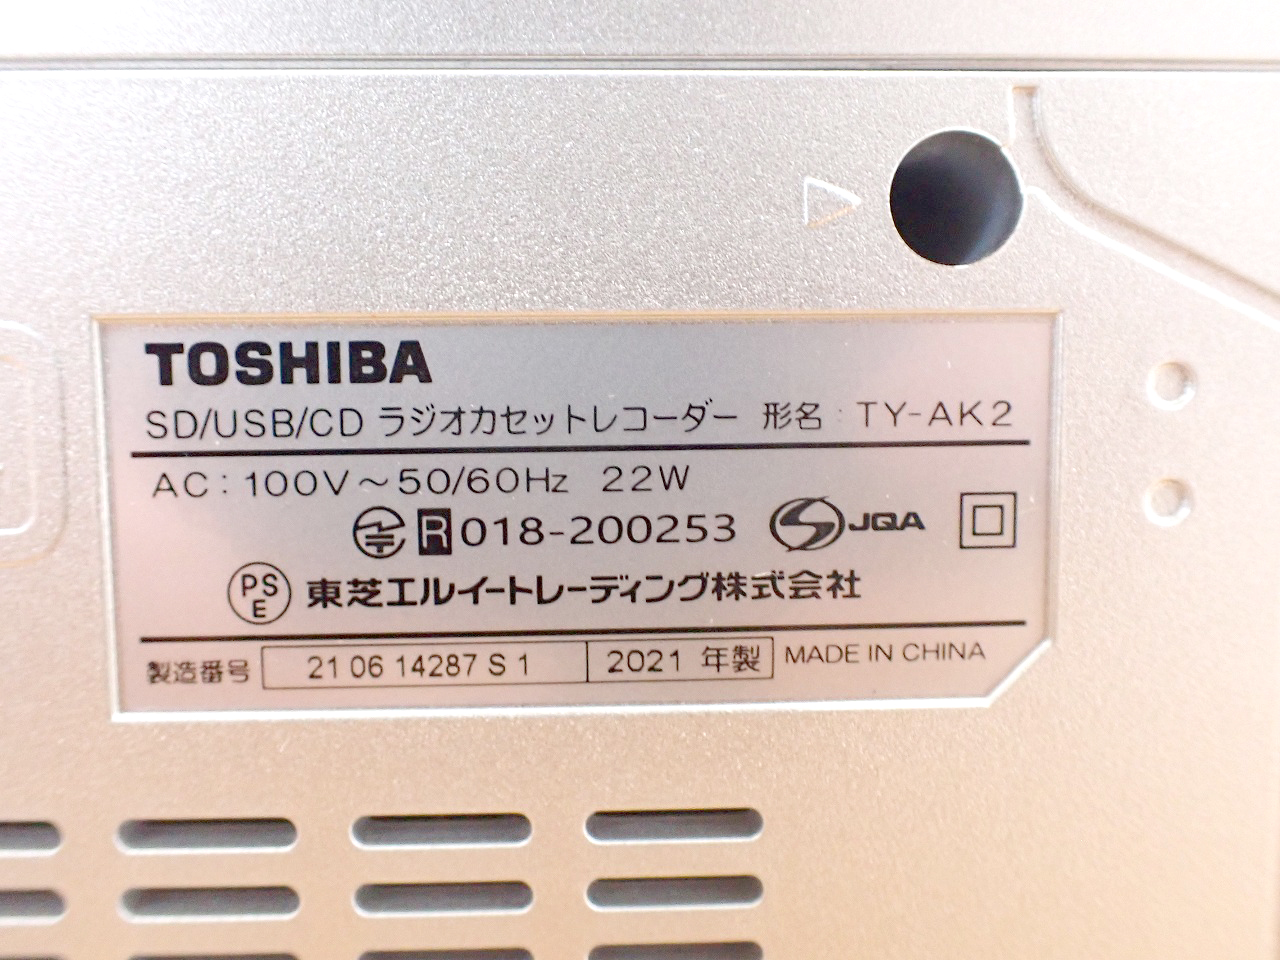 TOSHIBA
SD/USB/CD ラジオカセットレコーダー 形名：TY-AK2
AC：100V～50/60Hz 22W
R 018-200253 JQA
PSE 東芝エルイートレーディング株式会社
製造番号 21 06 14287 S 1 2021 年製 MADE IN CHINA